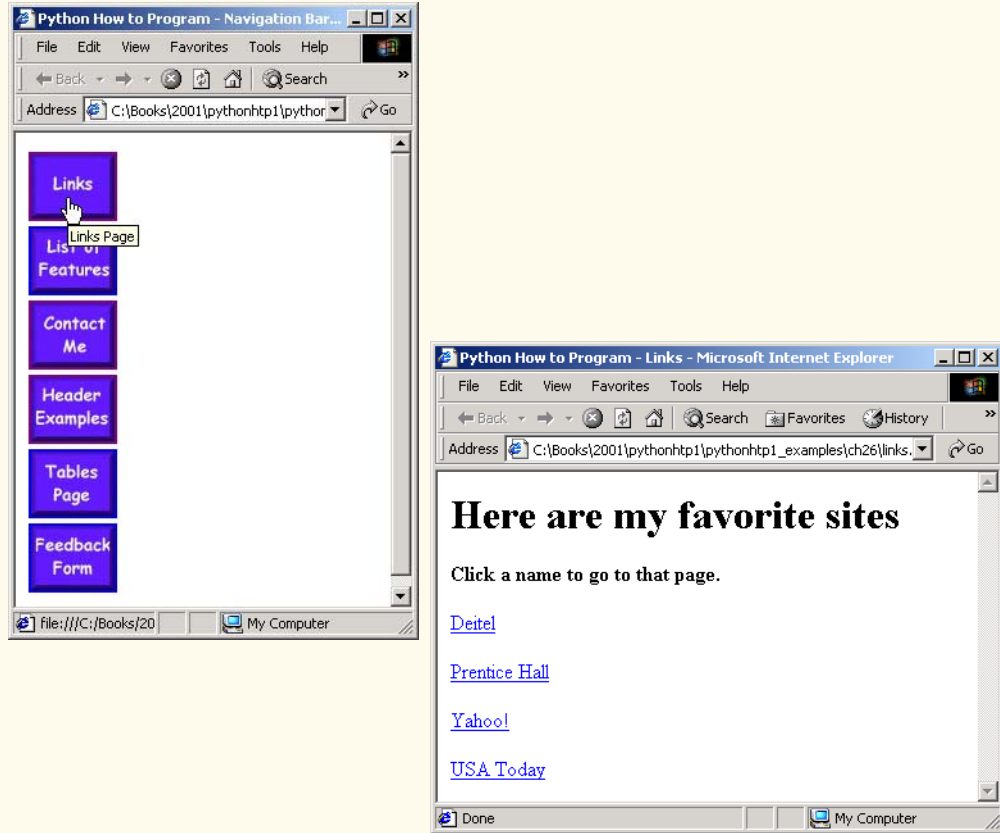 Python How to Program - Navigation Bar...
File Edit View Favorites Tools Help
Back Search »
Address C:\Books\2001\pythonhtp1\python Go
Links
Links Page
List of
Features
Contact
Me
Header
Examples
Tables
Page
Feedback
Form
file:///C:/Books/20 My Computer
Python How to Program - Links - Microsoft Internet Explorer
File Edit View Favorites Tools Help
Back Search Favorites History »
Address C:\Books\2001\pythonhtp1\pythonhtp1_examples\ch26\links. Go
Here are my favorite sites
Click a name to go to that page.
Deitel
Prentice Hall
Yahoo!
USA Today
Done My Computer